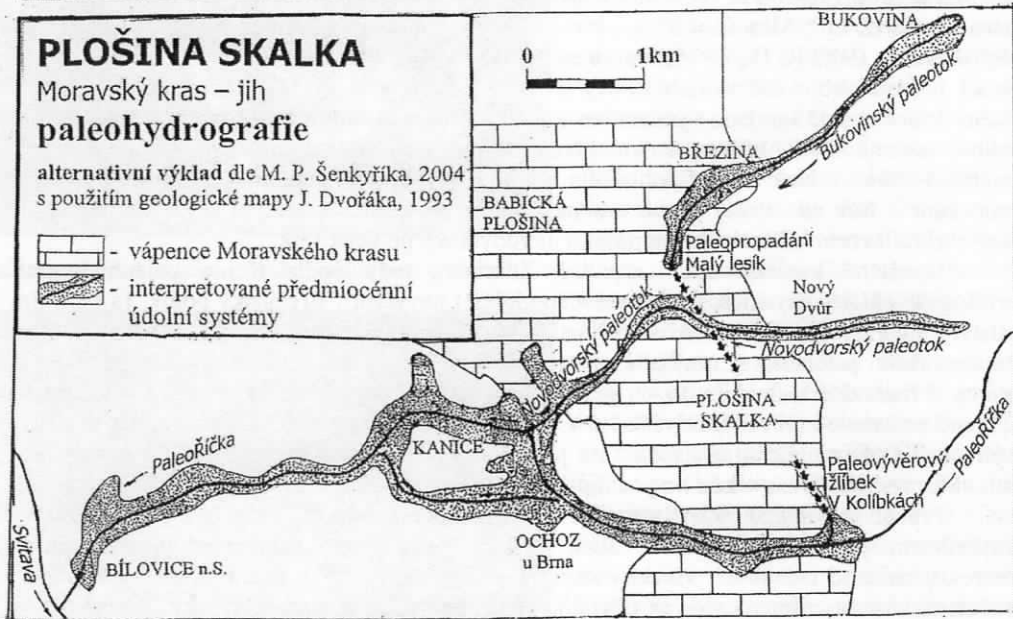 PLOŠINA SKALKA
Moravský kras – jih
paleohydrografie
alternativní výklad dle M. P. Šenkyříka, 2004
s použitím geologické mapy J. Dvořáka, 1993
vápence Moravského krasu
- interpretované předmiocénní
údolní systémy
0 1km
BUKOVINA
Bukovinský paleotok
BŘEZINA
BABICKÁ
PLOŠINA
Paleopropadání
Malý lesík
Nový
Dvůr
Novodvorský paleotok
Novodvorský paleotok
PLOŠINA
SKALKA
KANICE
PaleoŘíčka
PaleoŘíčka
Paleovývěrový
žlíbek
V Kolíbkách
OCHOZ
u Brna
Svitava
BÍLOVICE n.S.